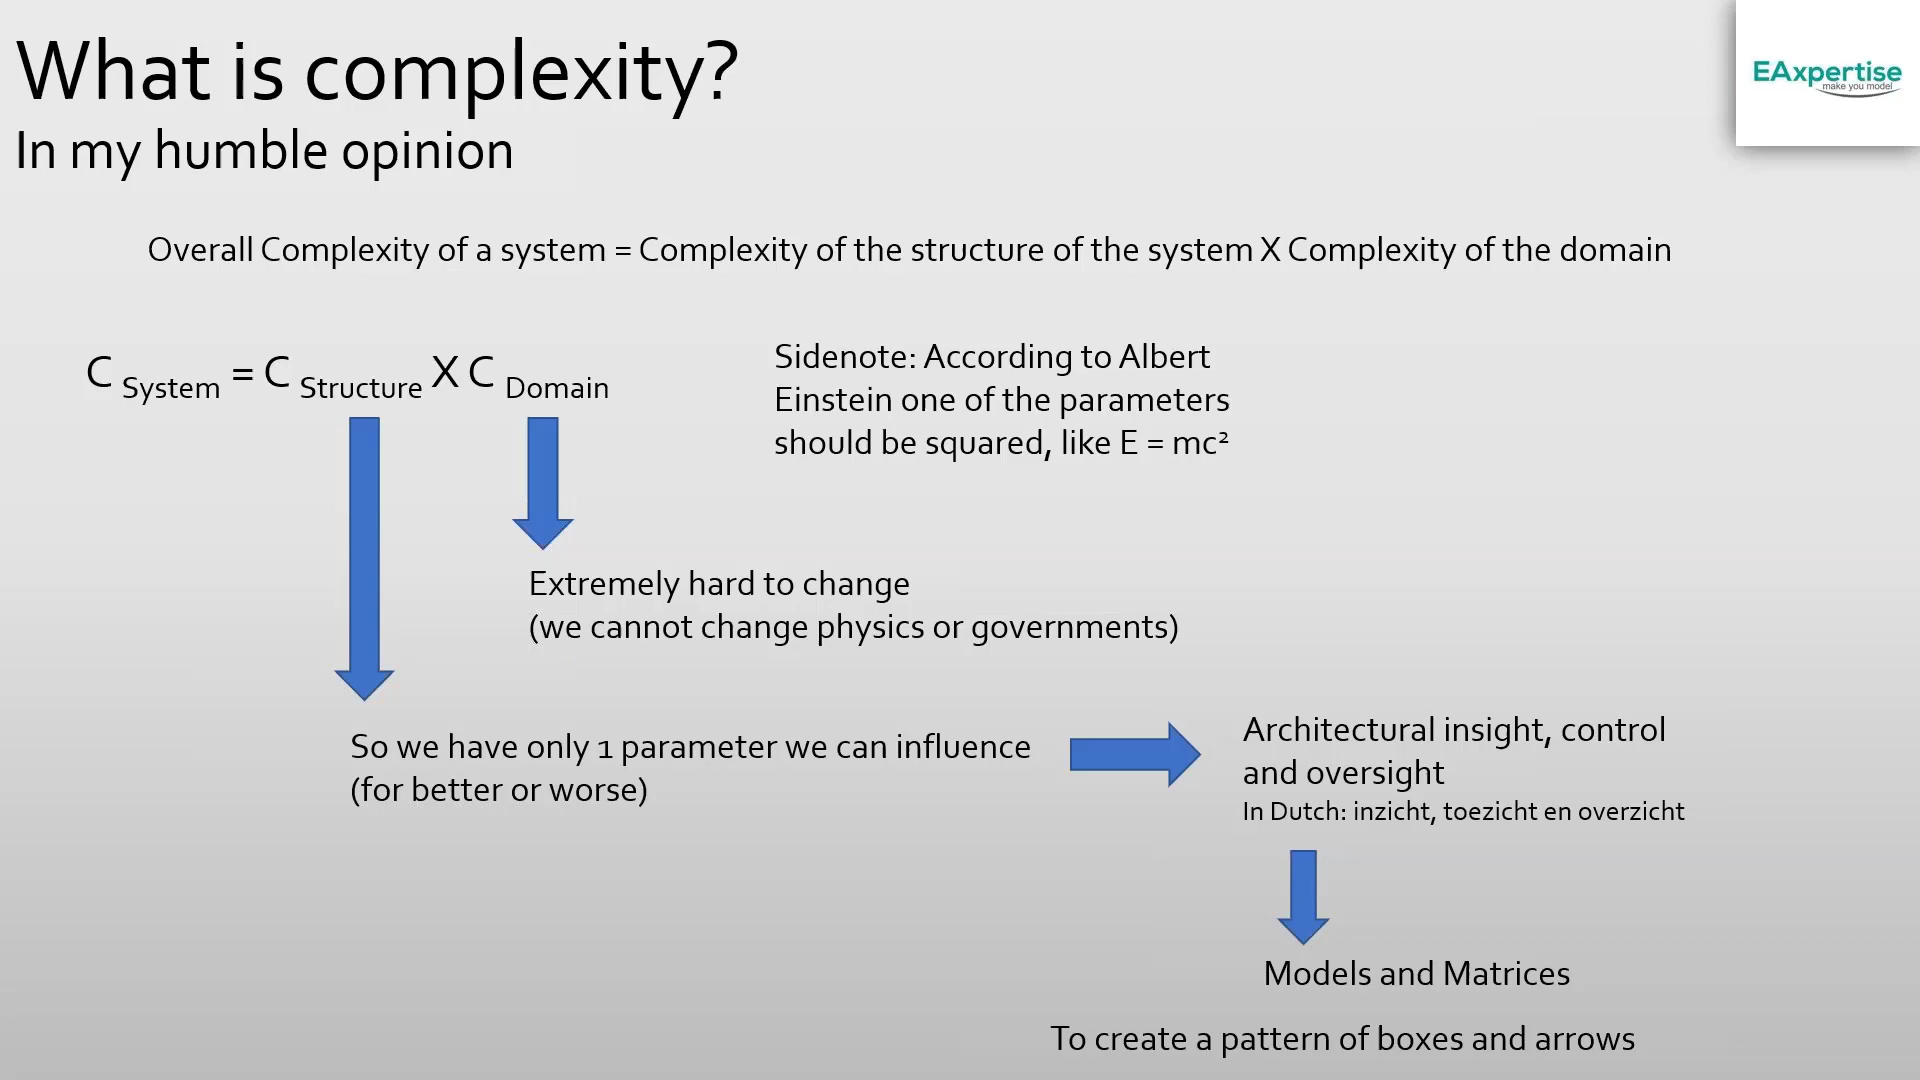 What is complexity?
In my humble opinion
EAxpertise
make you model
Overall Complexity of a system = Complexity of the structure of the system X Complexity of the domain
C System = C Structure X C Domain
Sidenote: According to Albert
Einstein one of the parameters
should be squared, like E = mc²
Extremely hard to change
(we cannot change physics or governments)
So we have only 1 parameter we can influence
(for better or worse)
Architectural insight, control
and oversight
In Dutch: inzicht, toezicht en overzicht
Models and Matrices
To create a pattern of boxes and arrows